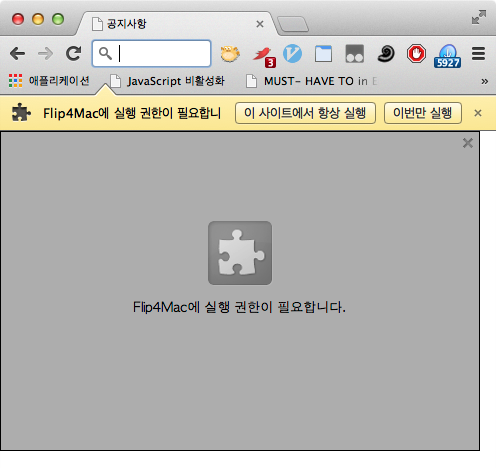 공지사항
3
5927
애플리케이션
JavaScript 비활성화
MUST- HAVE TO in E
»
Flip4Mac에 실행 권한이 필요합니
이 사이트에서 항상 실행
이번만 실행
Flip4Mac에 실행 권한이 필요합니다.